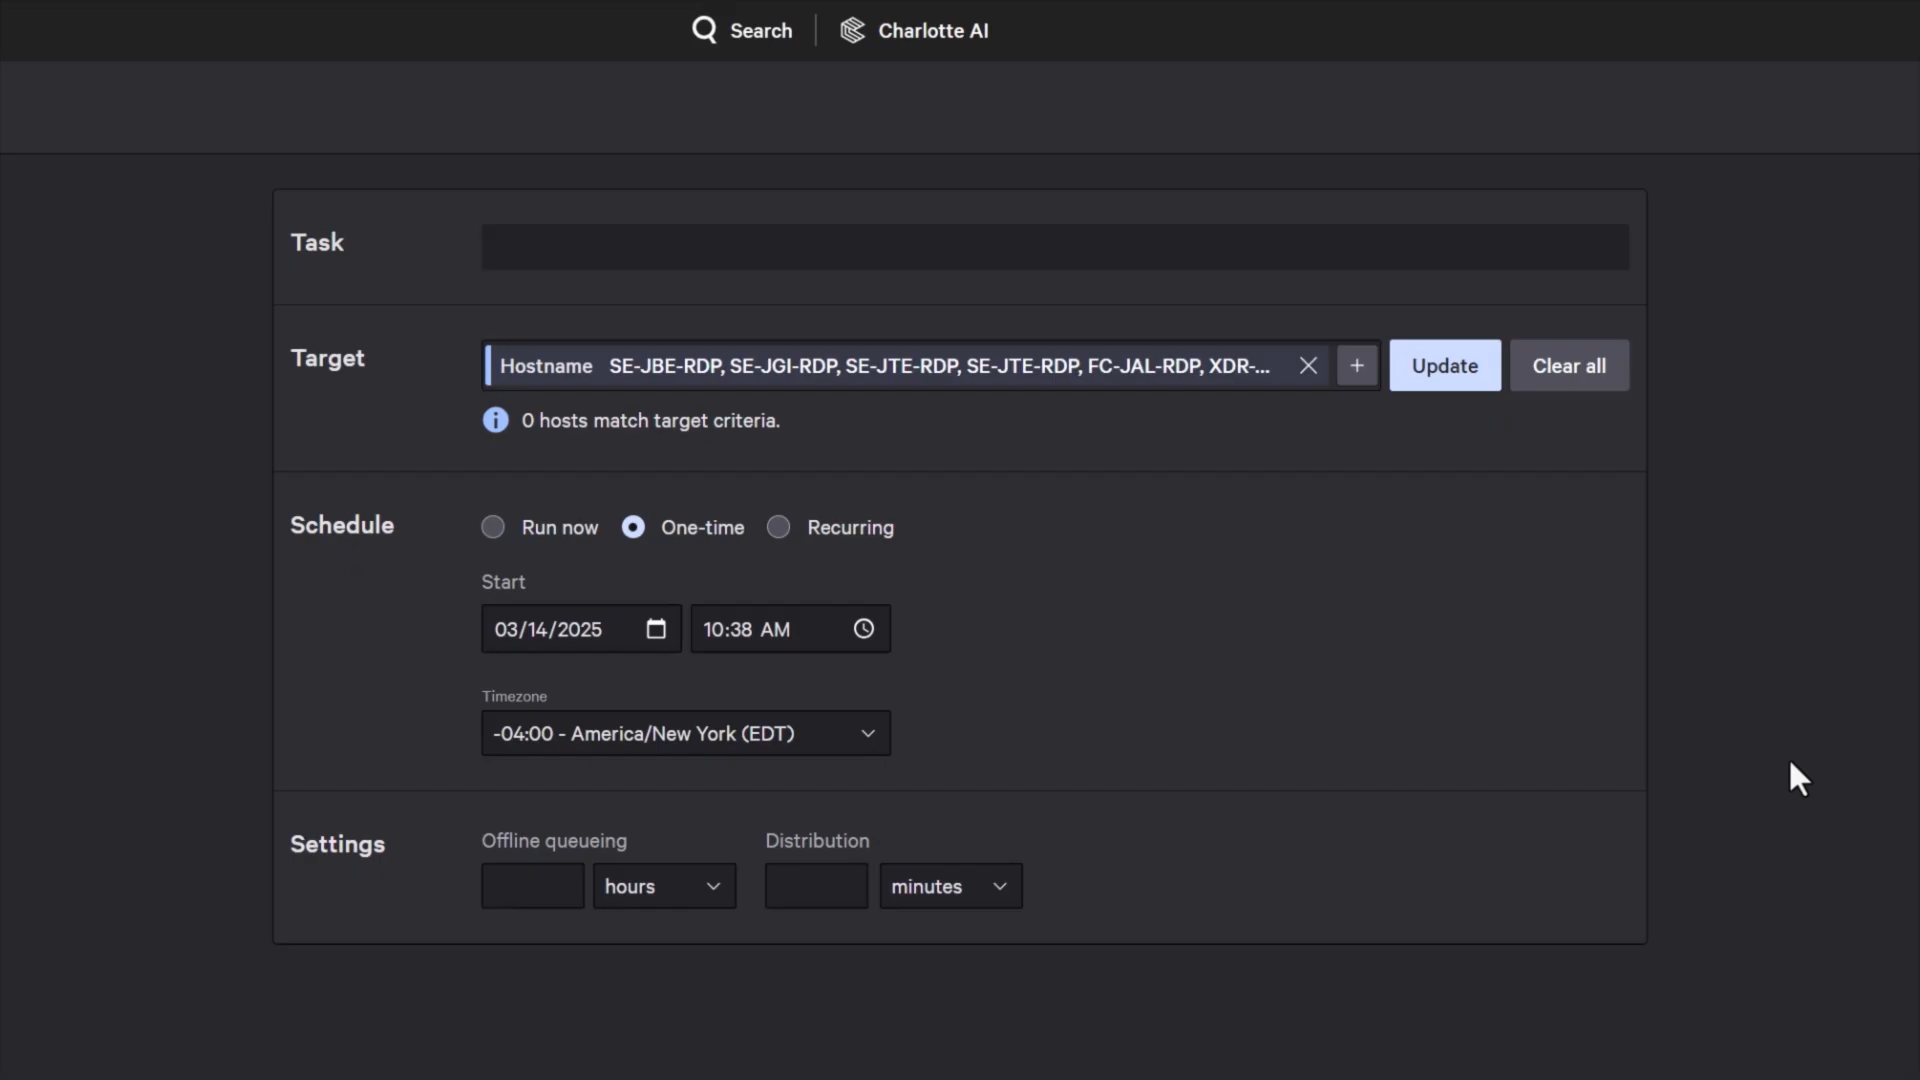 Search
Charlotte AI
Task
Target
Hostname SE-JBE-RDP, SE-JGI-RDP, SE-JTE-RDP, SE-JTE-RDP, FC-JAL-RDP, XDR-...
Update
Clear all
0 hosts match target criteria.
Schedule
Run now
One-time
Recurring
Start
03/14/2025
10:38 AM
Timezone
-04:00 - America/New York (EDT)
Settings
Offline queueing
Distribution
hours
minutes